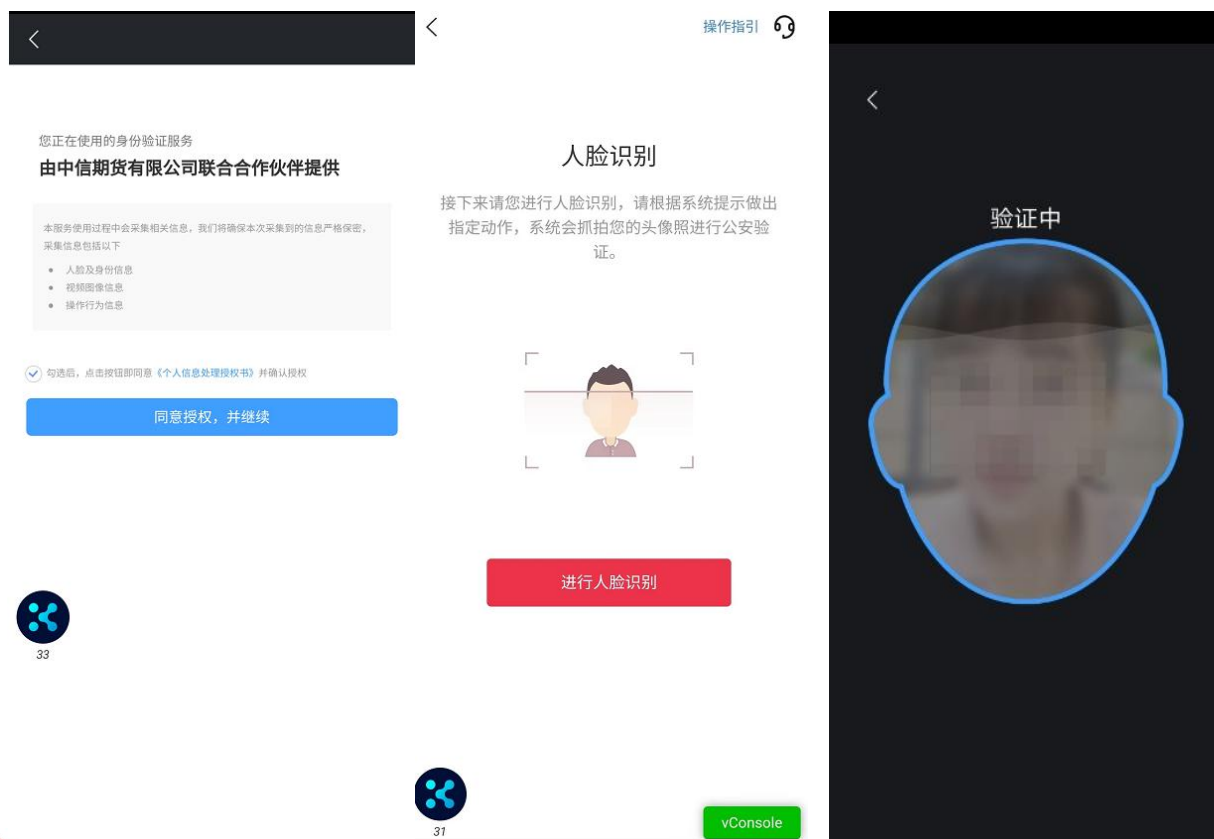 您正在使用的身份验证服务
由中信期货有限公司联合合作伙伴提供
本服务使用过程中会采集相关信息，我们将确保本次采集到的信息严格保密，
采集信息包括以下
人脸及身份信息
视频图像信息
操作行为信息
勾选后，点击按钮即同意《个人信息处理授权书》并确认授权
同意授权，并继续
33
操作指引
人脸识别
接下来请您进行人脸识别，请根据系统提示做出
指定动作，系统会抓拍您的头像照进行公安验
证。
进行人脸识别
31
vConsole
验证中